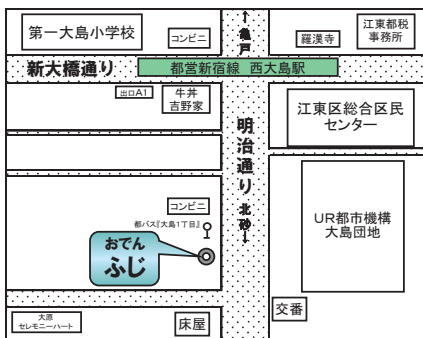 第一大島小学校
コンビニ
↑亀戸
羅漢寺
江東都税
事務所
新大橋通り
都営新宿線 西大島駅
出口A1
牛丼
吉野家
江東区総合区民
センター
明治通り
北砂↓
コンビニ
都バス『大島1丁目』
おでん
ふじ
UR都市機構
大島団地
交番
大原
セレモニーハート
床屋